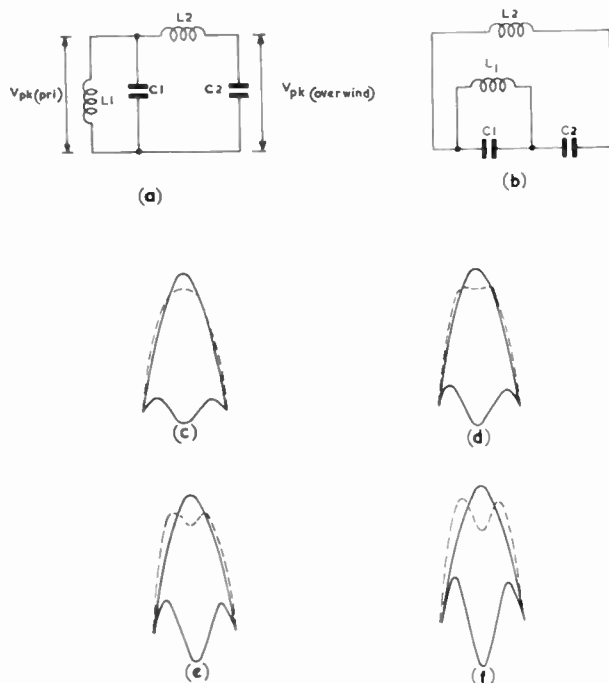 L2
Vpk(pri)
L1
C1
C2
Vpk(overwind)
(a)
L2
L1
C1
C2
(b)
(c)
(d)
(e)
(f)